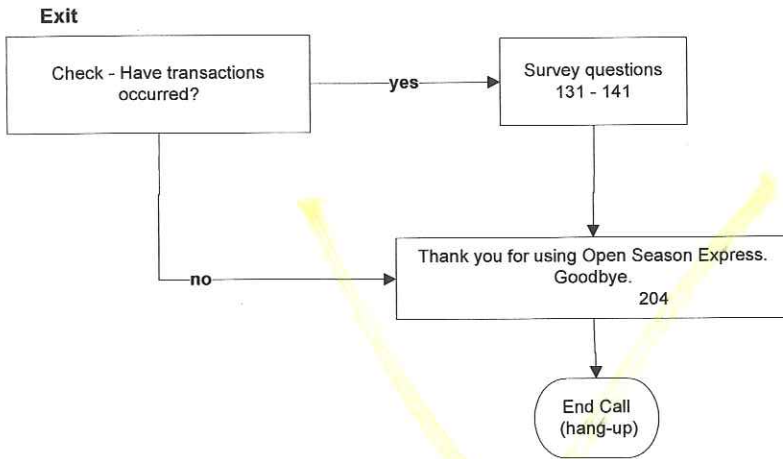 Exit
Check - Have transactions
occurred?
yes
Survey questions
131 - 141
no
Thank you for using Open Season Express.
Goodbye.
204
End Call
(hang-up)